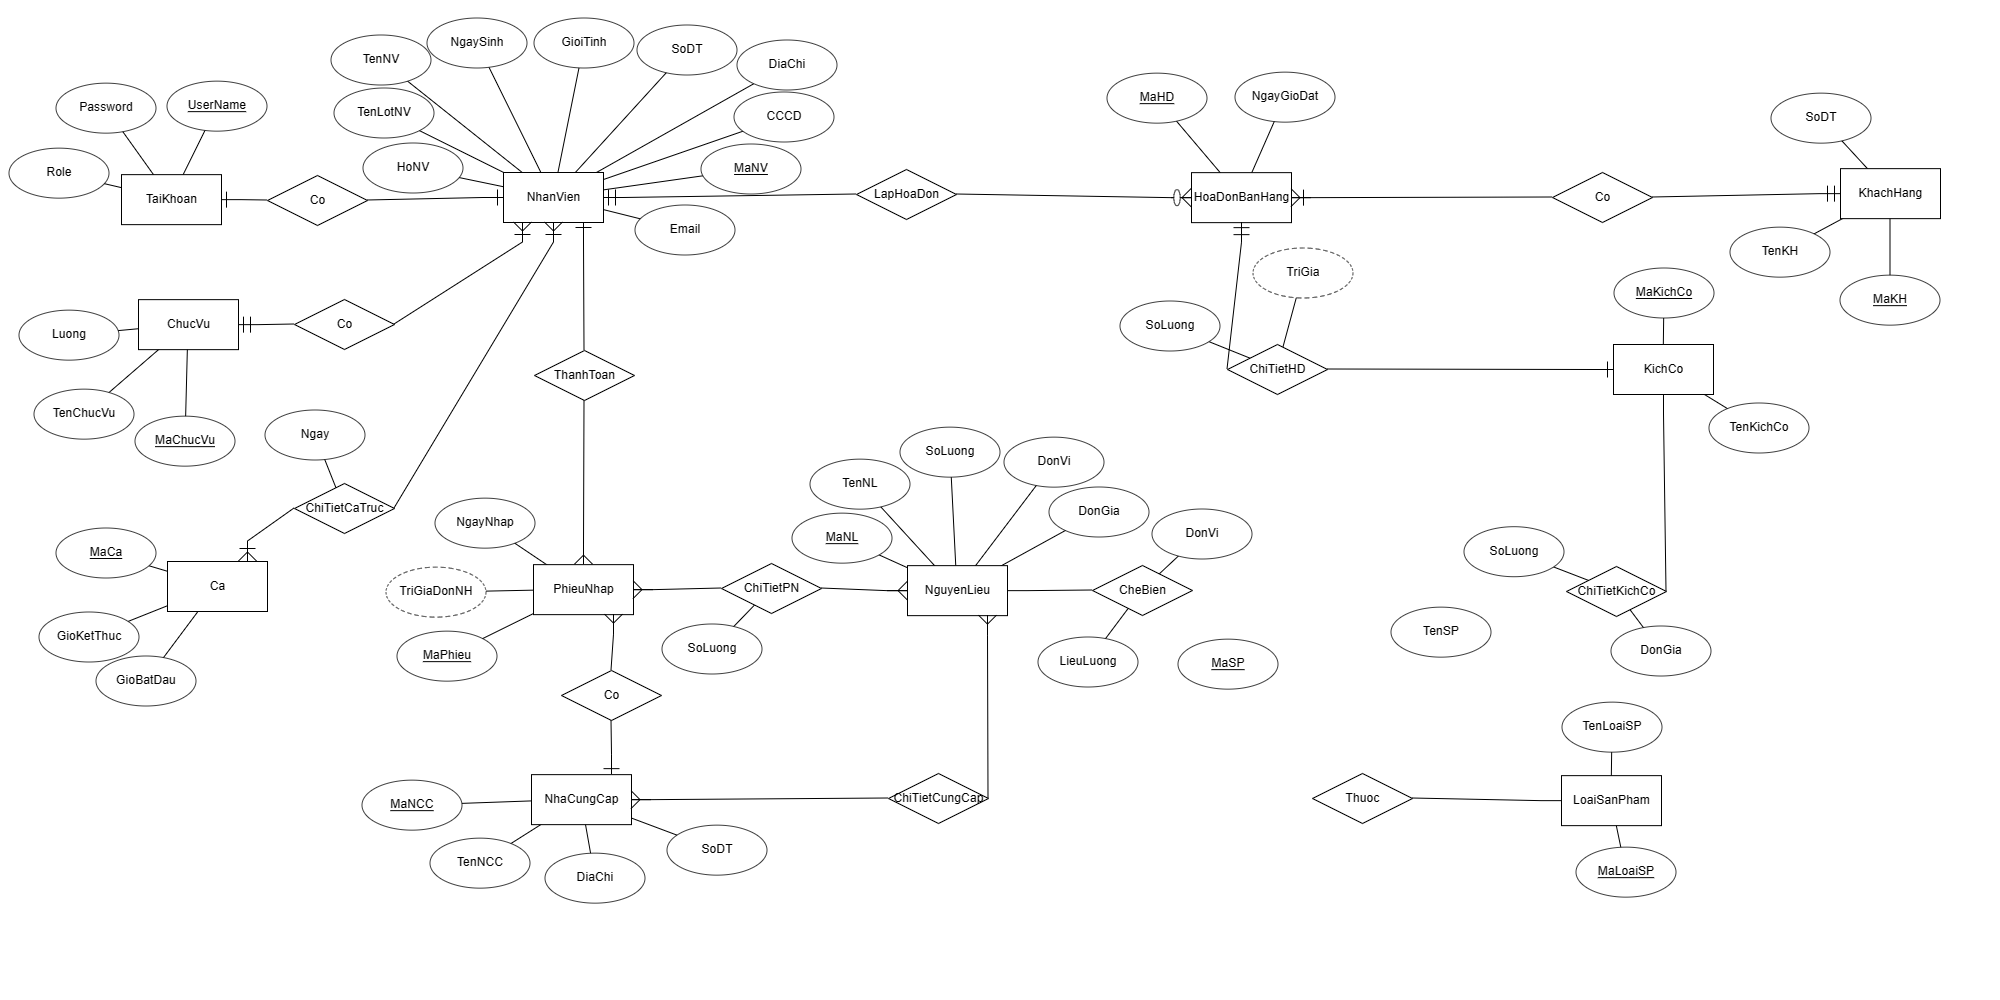 NgaySinh
GioiTinh
SoDT
TenNV
DiaChi
Password
UserName
TenLotNV
CCCD
MaHD
NgayGioDat
SoDT
Role
HoNV
MaNV
TaiKhoan
Co
NhanVien
LapHoaDon
HoaDonBanHang
Co
KhachHang
Email
TenKH
TriGia
MaKH
MaKichCo
Luong
ChucVu
Co
SoLuong
ThanhToan
ChiTietHD
KichCo
TenChucVu
MaChucVu
Ngay
TenKichCo
SoLuong
DonVi
TenNL
ChiTietCaTruc
DonGia
NgayNhap
MaNL
DonVi
MaCa
SoLuong
Ca
TriGiaDonNH
PhieuNhap
ChiTietPN
NguyenLieu
CheBien
ChiTietKichCo
GioKetThuc
TenSP
MaPhieu
SoLuong
LieuLuong
MaSP
DonGia
GioBatDau
Co
TenLoaiSP
MaNCC
NhaCungCap
ChiTietCungCap
Thuoc
LoaiSanPham
TenNCC
DiaChi
SoDT
MaLoaiSP